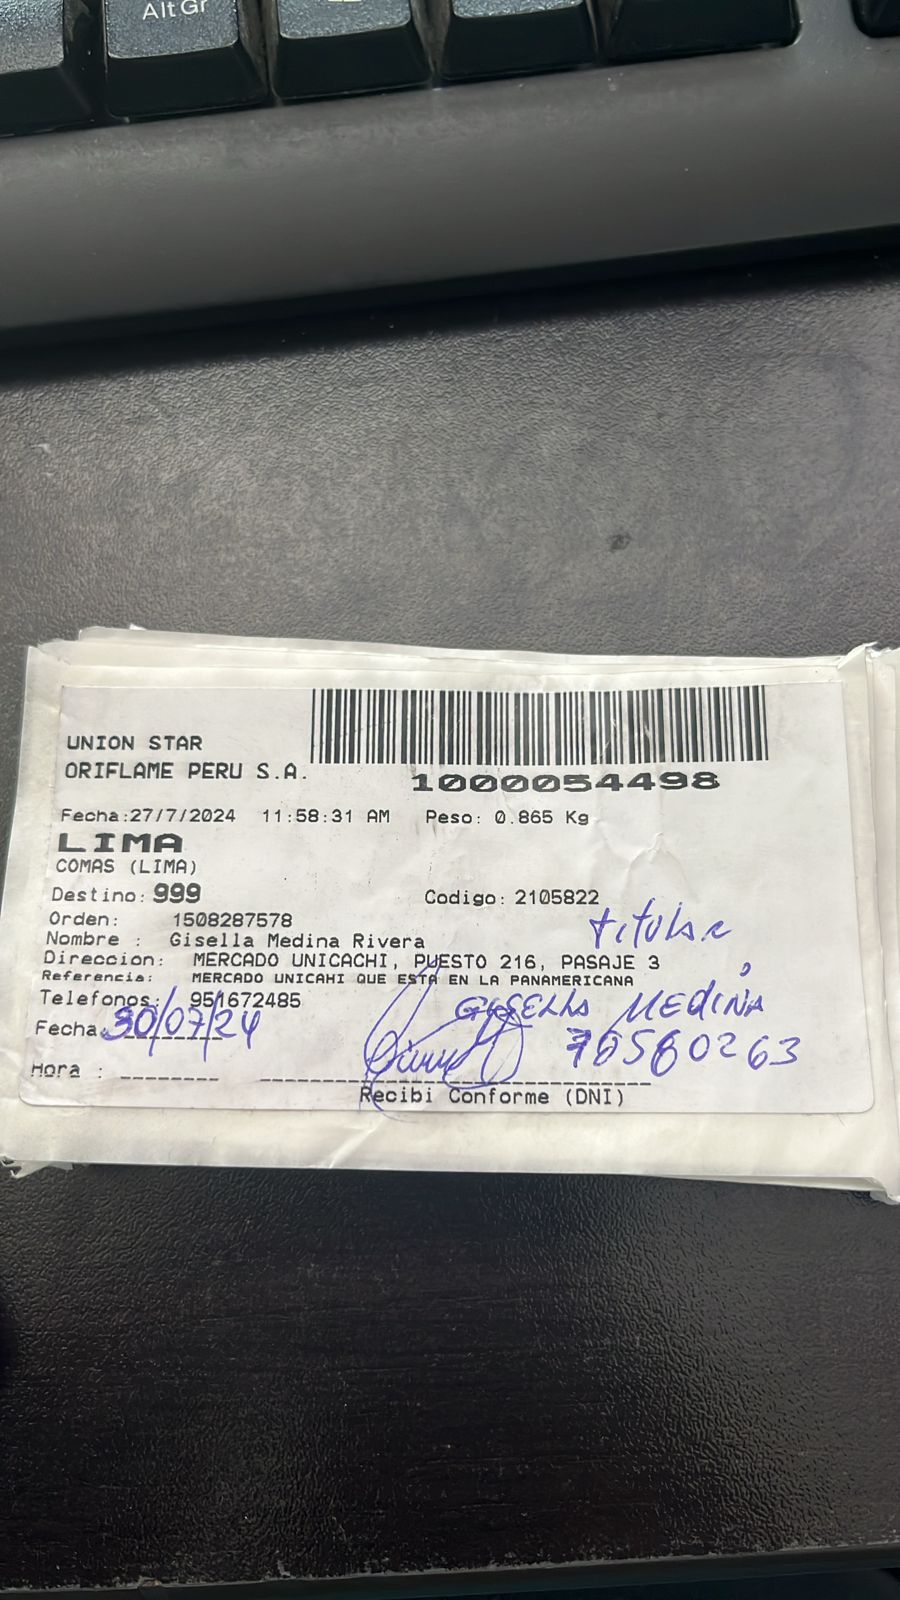 Alt Gr
UNION STAR
ORIFLAME PERU S.A.
1000054498
Fecha:27/7/2024 11:58:31 AM Peso: 0.865 Kg
LIMA
COMAS (LIMA)
Destino: 999 Codigo: 2105822
Orden: 1508287578
titular
Nombre : Gisella Medina Rivera
Direccion: MERCADO UNICACHI, PUESTO 216, PASAJE 3
Referencia: MERCADO UNICAHI QUE ESTA EN LA PANAMERICANA
Telefonos: 951672485
GISELLA MEDINA
Fecha: 30/07/24
Hora :
Recibi Conforme (DNI)